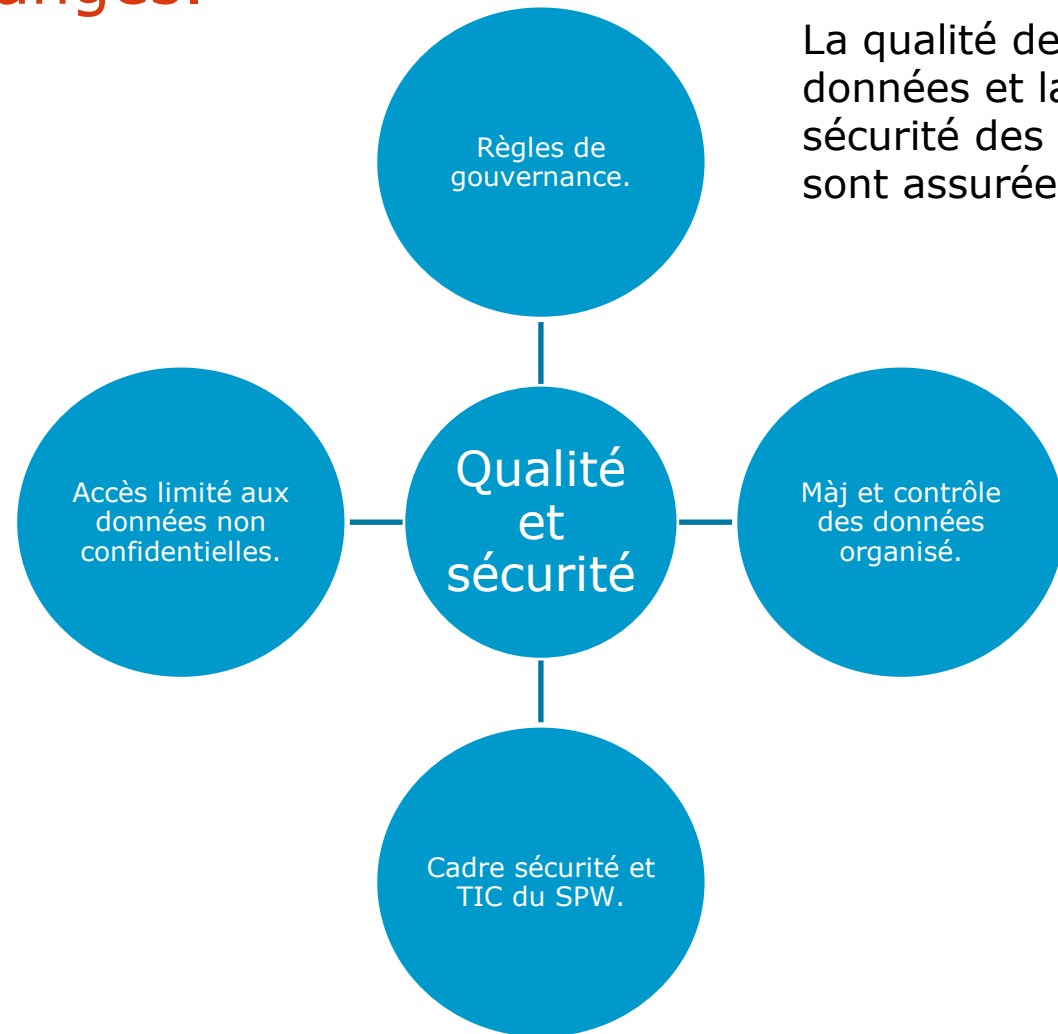 anges.
La qualité de
données et la
sécurité des
sont assurée
Règles de
gouvernance.
Accès limité aux
données non
confidentielles.
Qualité
et
sécurité
Màj et contrôle
des données
organisé.
Cadre sécurité et
TIC du SPW.